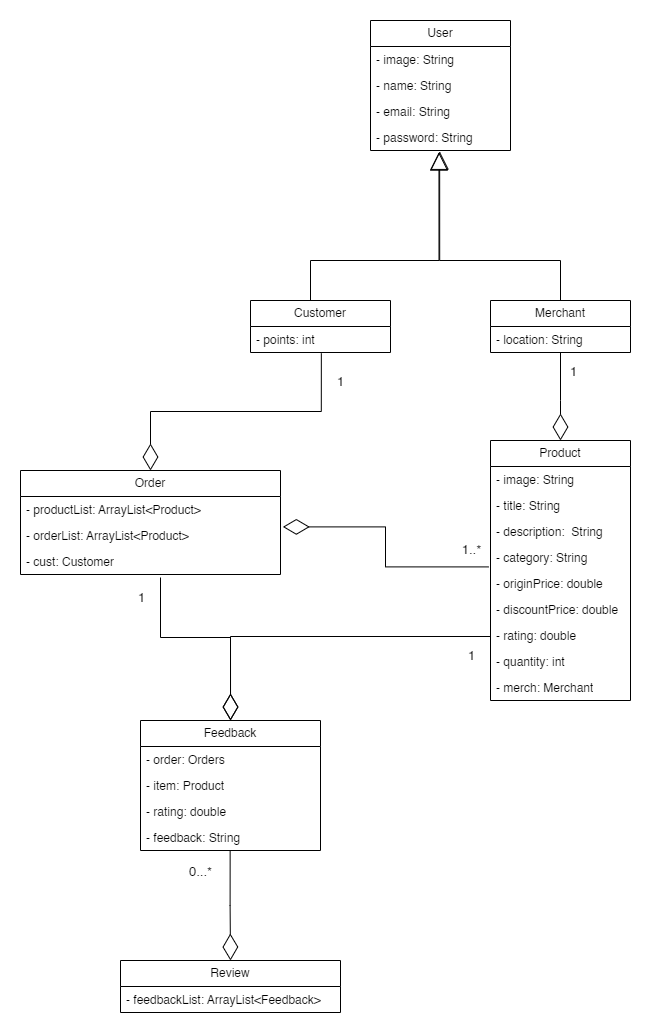 User
- image: String
- name: String
- email: String
- password: String
Customer
- points: int
Merchant
- location: String
1
1
Order
- productList: ArrayList<Product>
- orderList: ArrayList<Product>
- cust: Customer
Product
- image: String
- title: String
- description:  String
- category: String
- originPrice: double
- discountPrice: double
- rating: double
- quantity: int
- merch: Merchant
1..*
1
1
Feedback
- order: Orders
- item: Product
- rating: double
- feedback: String
0...*
Review
- feedbackList: ArrayList<Feedback>